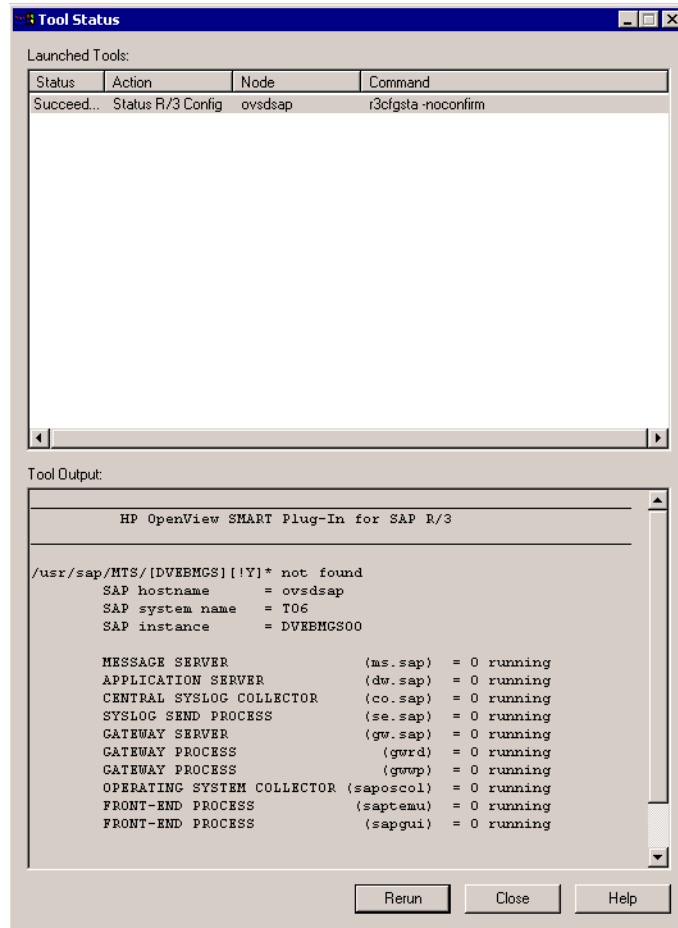 Tool Status
Launched Tools:
Status Action Node Command
Succeed... Status R/3 Config ovsdsap r3cfgsta -noconfirm
Tool Output:
HP OpenView SMART Plug-In for SAP R/3
/usr/sap/MTS/[DVEBMGS][!Y]* not found
SAP hostname = ovsdsap
SAP system name = T06
SAP instance = DVEBMGS00
MESSAGE SERVER (ms.sap) = 0 running
APPLICATION SERVER (dw.sap) = 0 running
CENTRAL SYSLOG COLLECTOR (co.sap) = 0 running
SYSLOG SEND PROCESS (se.sap) = 0 running
GATEWAY SERVER (gw.sap) = 0 running
GATEWAY PROCESS (gwrd) = 0 running
GATEWAY PROCESS (gwwp) = 0 running
OPERATING SYSTEM COLLECTOR (saposcol) = 0 running
FRONT-END PROCESS (saptemu) = 0 running
FRONT-END PROCESS (sapgui) = 0 running
Rerun Close Help